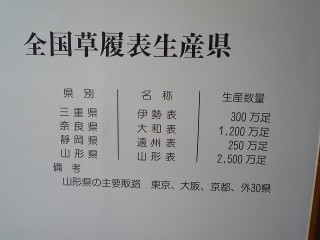 全国草履表生産県
県別 名称 生産数量
三重県 伊勢表 300万足
奈良県 大和表 1,200万足
静岡県 遠州表 250万足
山形県 山形表 2,500万足
備考
山形県の主要販路 東京、大阪、京都、外30県